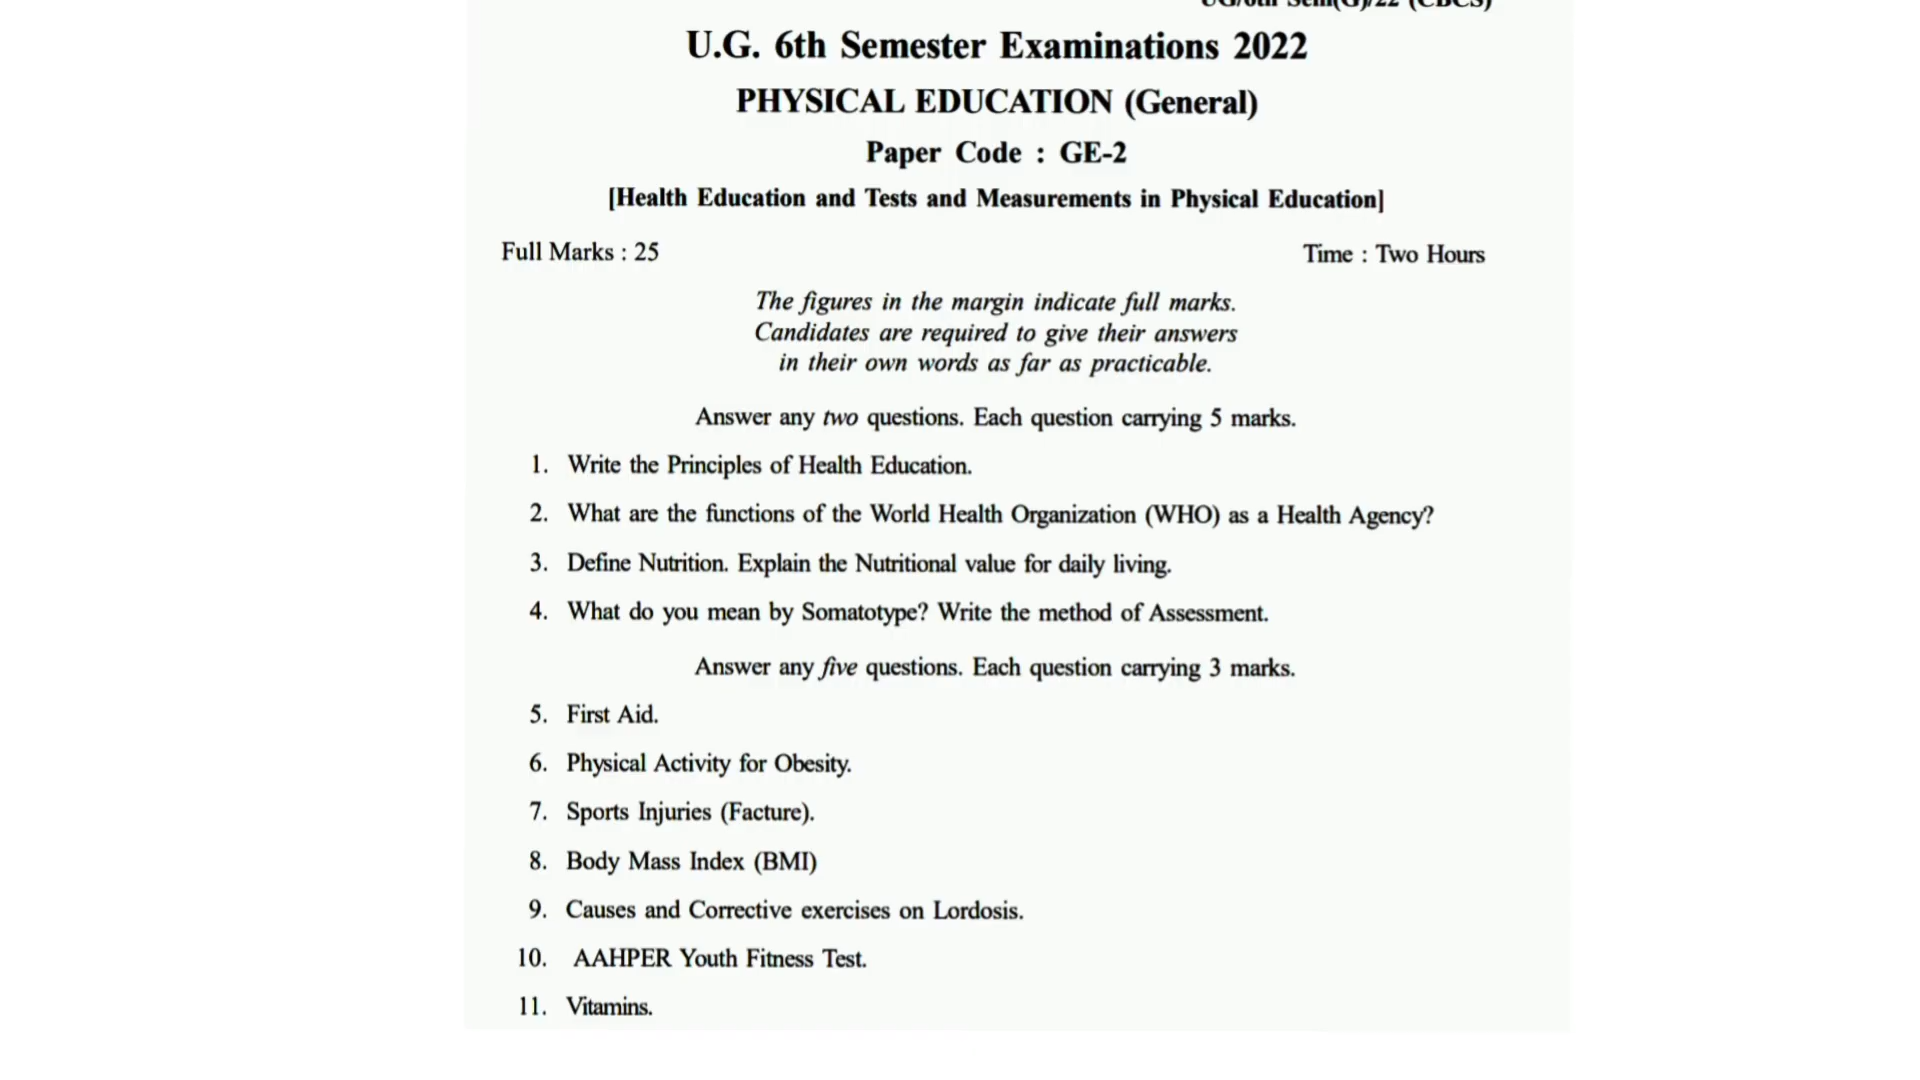 UG/6th Sem(G)/22 (CBCS)
U.G. 6th Semester Examinations 2022
PHYSICAL EDUCATION (General)
Paper Code : GE-2
[Health Education and Tests and Measurements in Physical Education]
Full Marks : 25 Time : Two Hours
The figures in the margin indicate full marks.
Candidates are required to give their answers
in their own words as far as practicable.
Answer any two questions. Each question carrying 5 marks.
1. Write the Principles of Health Education.
2. What are the functions of the World Health Organization (WHO) as a Health Agency?
3. Define Nutrition. Explain the Nutritional value for daily living.
4. What do you mean by Somatotype? Write the method of Assessment.
Answer any five questions. Each question carrying 3 marks.
5. First Aid.
6. Physical Activity for Obesity.
7. Sports Injuries (Facture).
8. Body Mass Index (BMI)
9. Causes and Corrective exercises on Lordosis.
10. AAHPER Youth Fitness Test.
11. Vitamins.